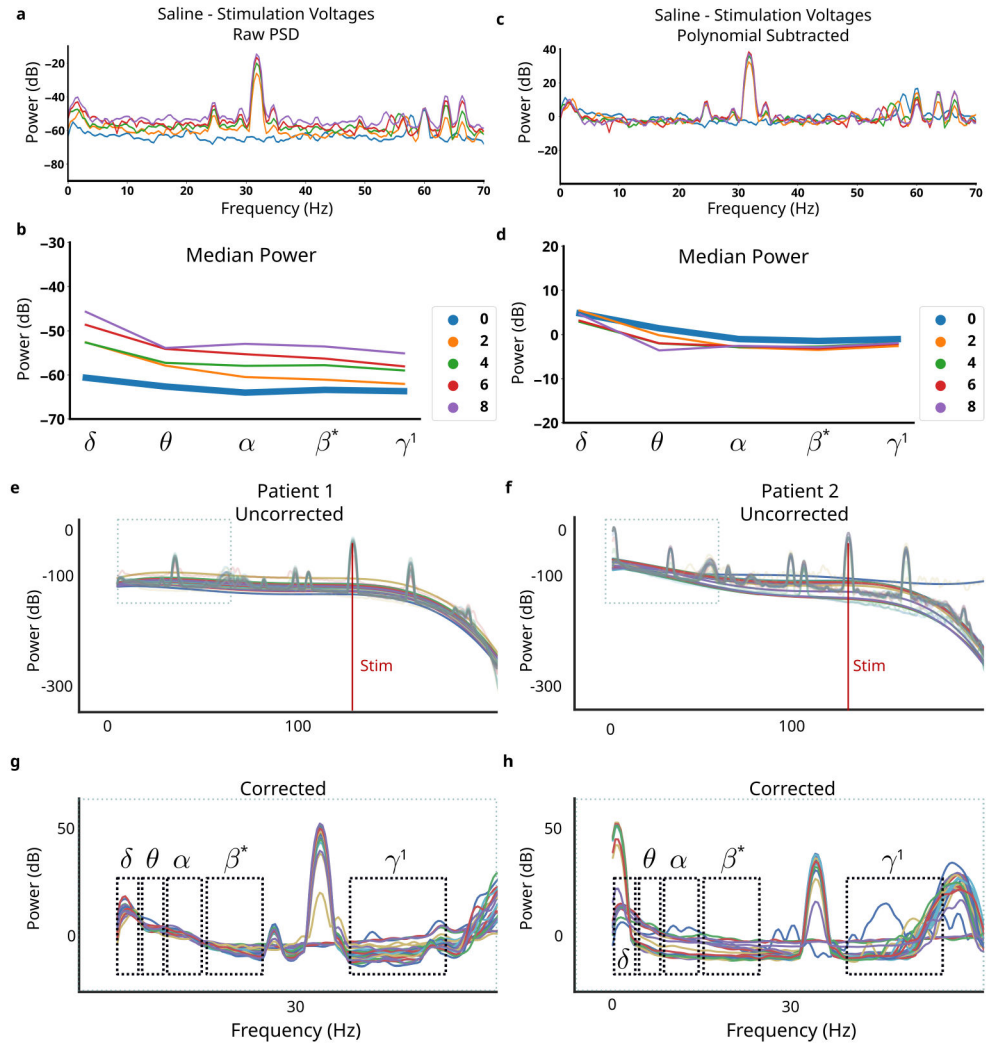 a
Saline - Stimulation Voltages
Raw PSD
Power (dB)
−20
−40
−60
−80
0 10 20 30 40 50 60 70
Frequency (Hz)
c
Saline - Stimulation Voltages
Polynomial Subtracted
Power (dB)
40
20
0
−20
0 10 20 30 40 50 60 70
Frequency (Hz)
b
Median Power
Power (dB)
−30
−40
−50
−60
−70
δ θ α β* γ¹
0
2
4
6
8
d
Median Power
Power (dB)
20
10
0
−10
−20
δ θ α β* γ¹
0
2
4
6
8
e
Patient 1
Uncorrected
Power (dB)
0
-100
-300
Stim
0 100
f
Patient 2
Uncorrected
Power (dB)
0
-100
-300
Stim
0 100
g
Corrected
Power (dB)
50
0
δ θ α β* γ¹
30
Frequency (Hz)
h
Corrected
Power (dB)
50
0
θ α β* γ¹
δ
0 30
Frequency (Hz)